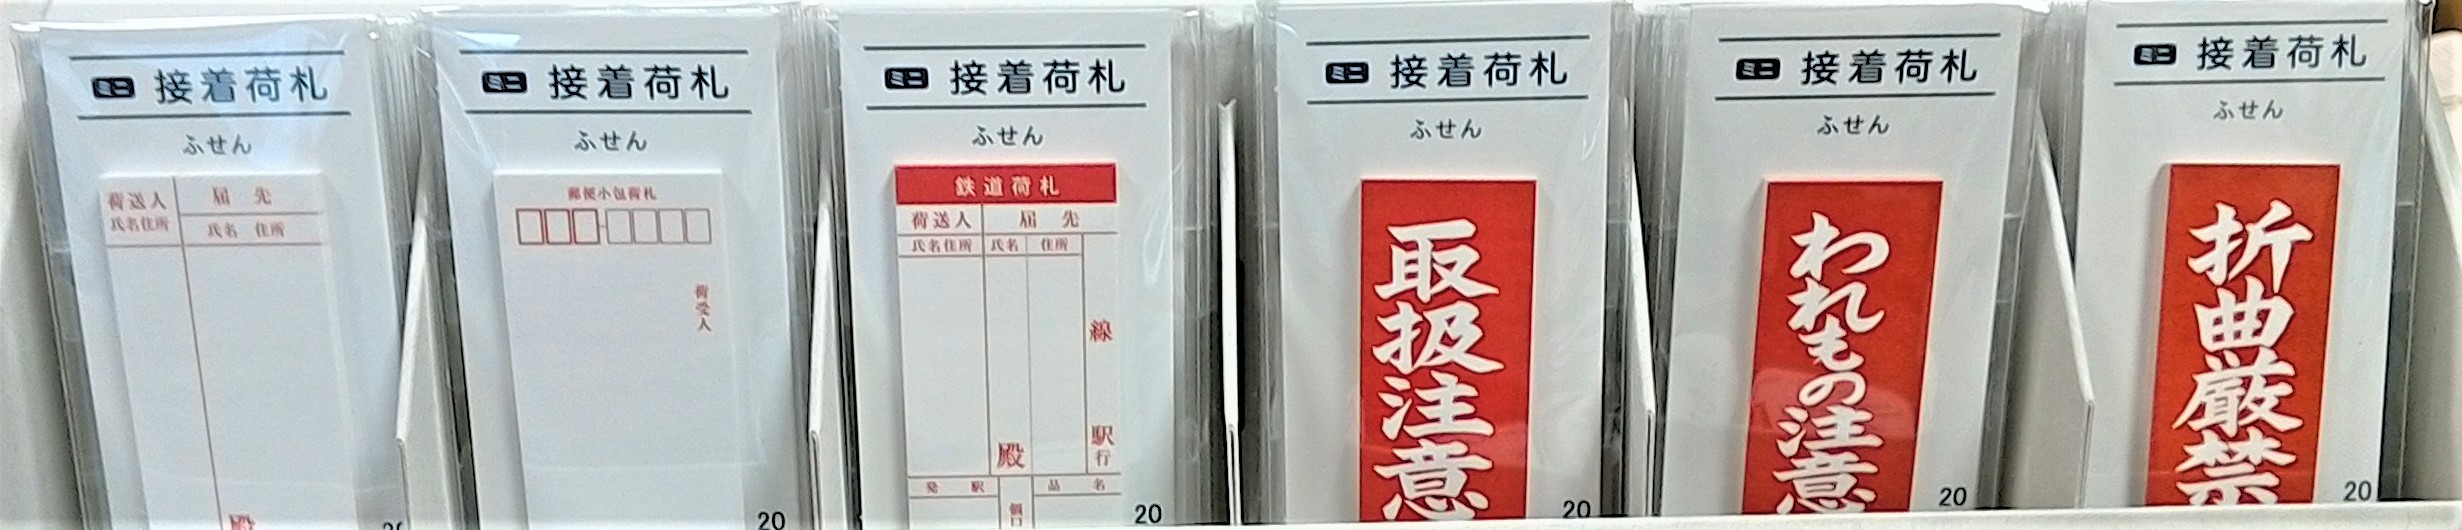 接着荷札
ふせん
荷送人
氏名住所
届先
氏名 住所
殿
接着荷札
ふせん
郵便小包荷札
荷受人
20
接着荷札
ふせん
鉄道荷札
荷送人
届先
氏名住所
氏名
住所
線
駅行
殿
発駅
個口
品名
20
接着荷札
ふせん
取扱注意
20
接着荷札
ふせん
われもの注意
20
接着荷札
ふせん
折曲厳禁
20